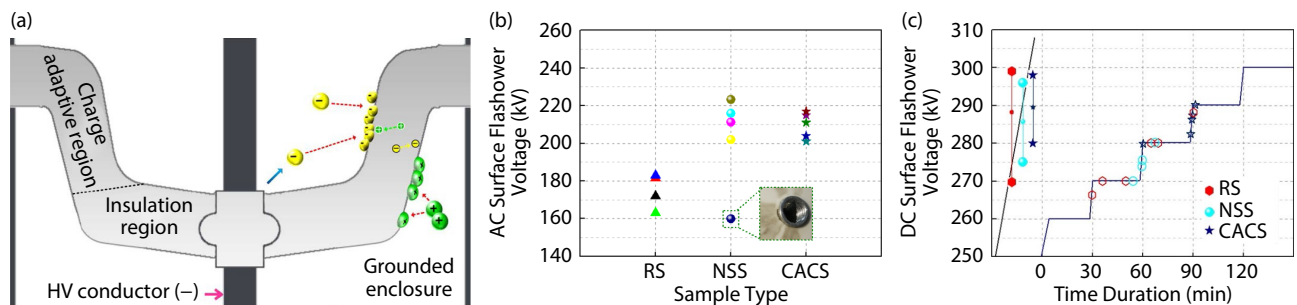 (a)
Charge
adaptive region
Insulation
region
HV conductor (−)
Grounded
enclosure
(b)
AC Surface Flashower
Voltage (kV)
260
240
220
200
180
160
140
RS
NSS
CACS
Sample Type
(c)
DC Surface Flashower
Voltage (kV)
310
300
290
280
270
260
250
0
30
60
90
120
Time Duration (min)
RS
NSS
CACS